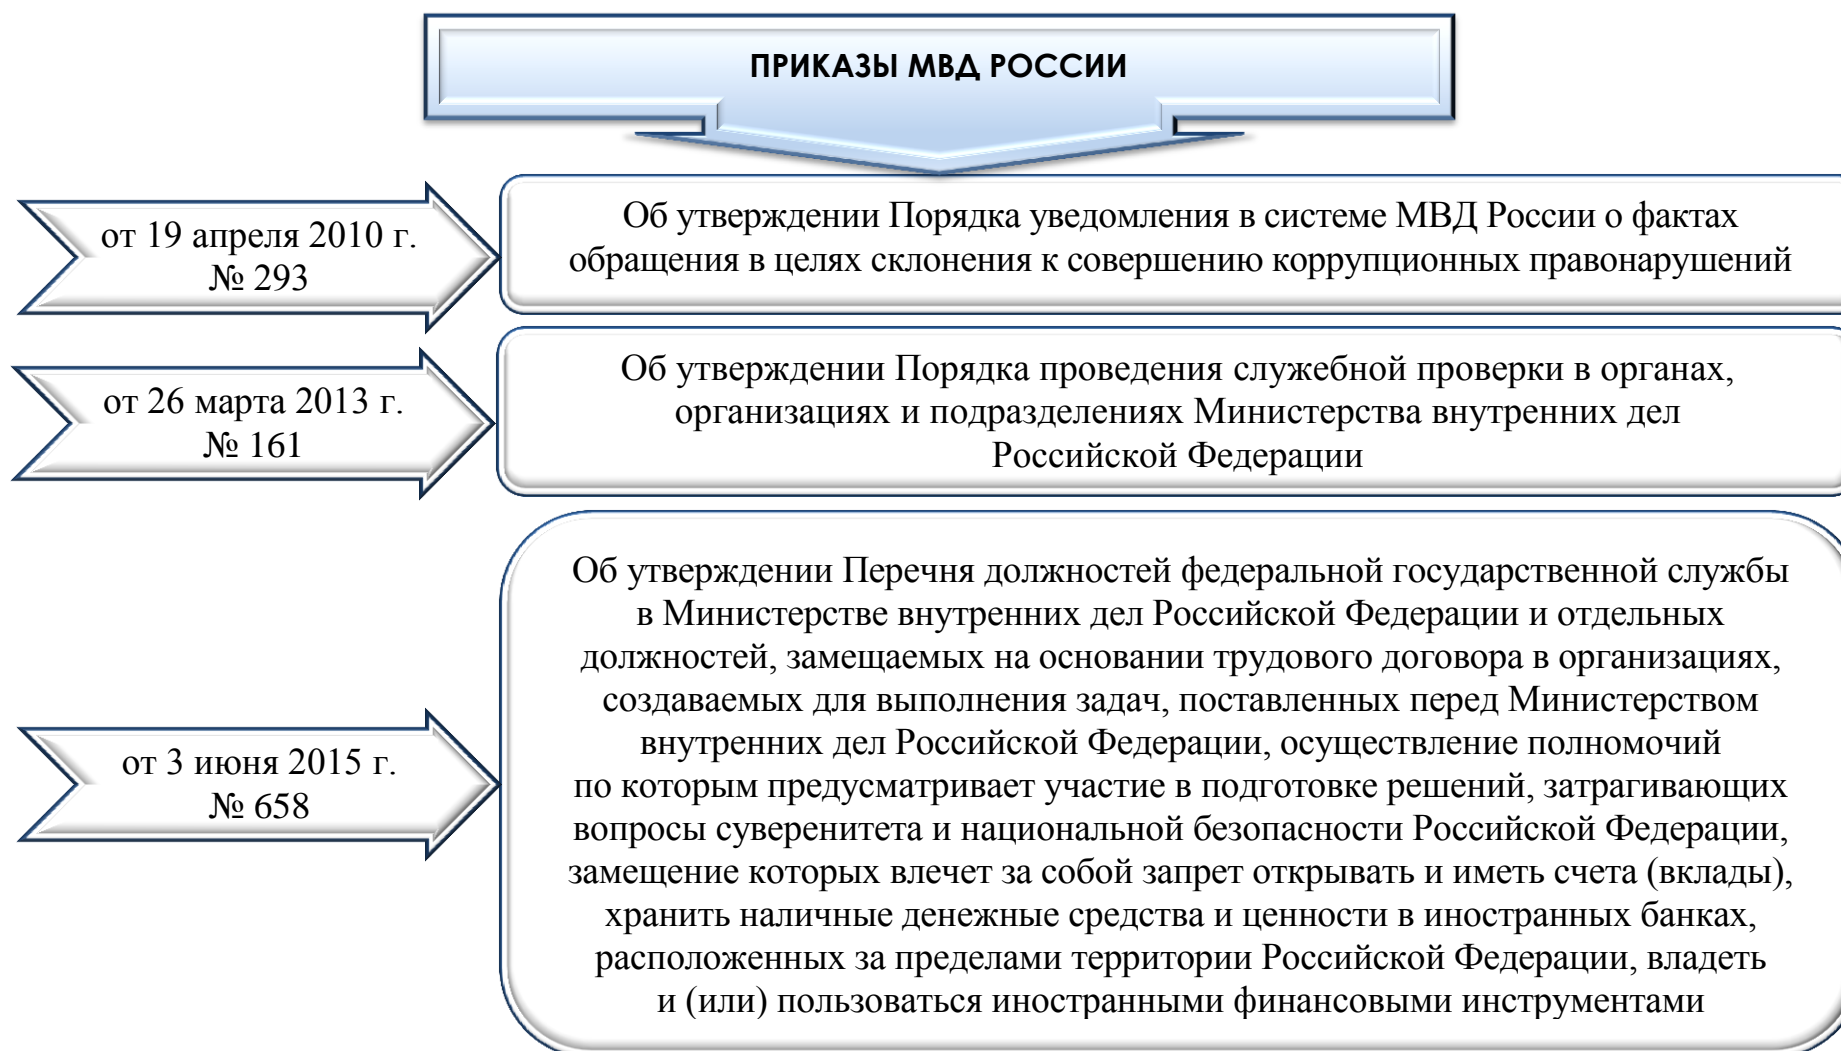 ПРИКАЗЫ МВД РОССИИ
от 19 апреля 2010 г.
№ 293
Об утверждении Порядка уведомления в системе МВД России о фактах
обращения в целях склонения к совершению коррупционных правонарушений
от 26 марта 2013 г.
№ 161
Об утверждении Порядка проведения служебной проверки в органах,
организациях и подразделениях Министерства внутренних дел
Российской Федерации
от 3 июня 2015 г.
№ 658
Об утверждении Перечня должностей федеральной государственной службы
в Министерстве внутренних дел Российской Федерации и отдельных
должностей, замещаемых на основании трудового договора в организациях,
создаваемых для выполнения задач, поставленных перед Министерством
внутренних дел Российской Федерации, осуществление полномочий
по которым предусматривает участие в подготовке решений, затрагивающих
вопросы суверенитета и национальной безопасности Российской Федерации,
замещение которых влечет за собой запрет открывать и иметь счета (вклады),
хранить наличные денежные средства и ценности в иностранных банках,
расположенных за пределами территории Российской Федерации, владеть
и (или) пользоваться иностранными финансовыми инструментами